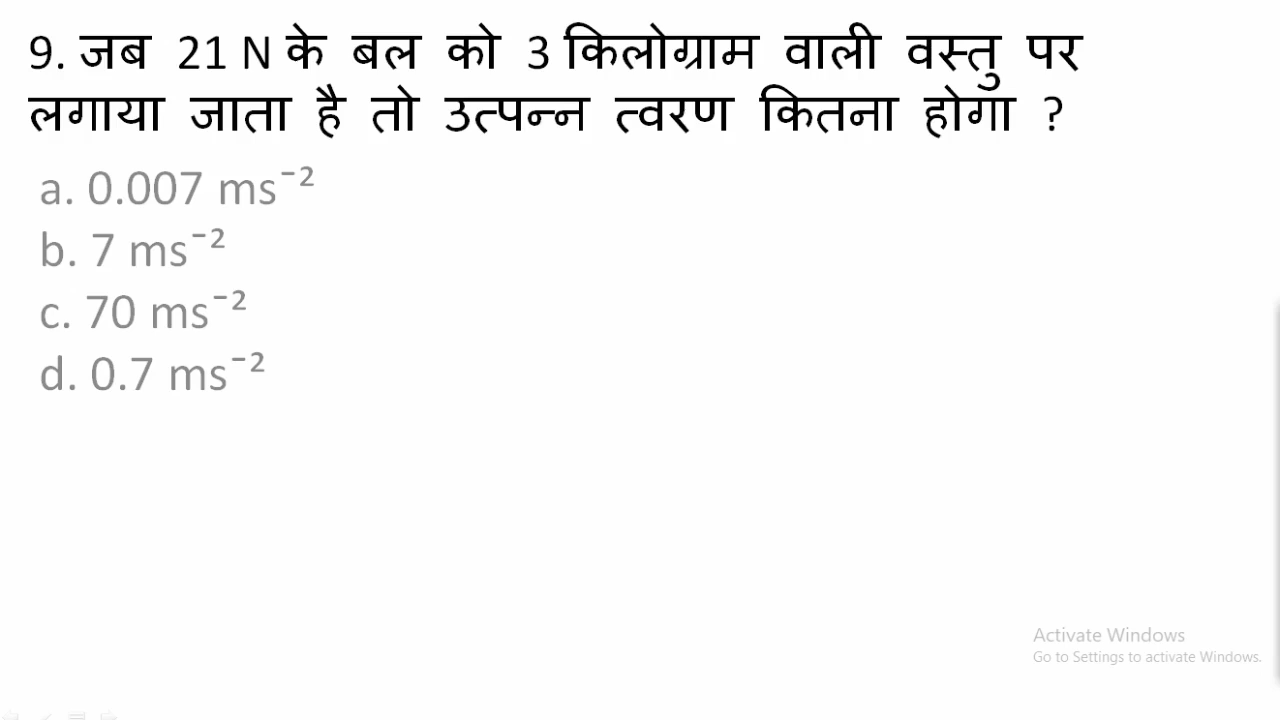 9. जब 21 N के बल को 3 किलोग्राम वाली वस्तु पर
लगाया जाता है तो उत्पन्न त्वरण कितना होगा ?
a. 0.007 ms⁻²
b. 7 ms⁻²
c. 70 ms⁻²
d. 0.7 ms⁻²
Activate Windows
Go to Settings to activate Windows.